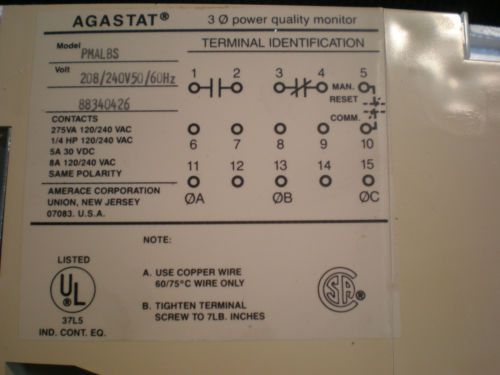 AGASTAT® 3 Ø power quality monitor
Model PMALBS
TERMINAL IDENTIFICATION
Volt 208/240V50/60Hz
88340426
1 2 3 4 5
MAN. RESET
CONTACTS
275VA 120/240 VAC
1/4 HP 120/240 VAC
5A 30 VDC
8A 120/240 VAC
SAME POLARITY
COMM.
6 7 8 9 10
11 12 13 14 15
ØA ØB ØC
AMERACE CORPORATION
UNION, NEW JERSEY
07083. U.S.A.
NOTE:
LISTED
UL
®
37L5
IND. CONT. EQ.
A. USE COPPER WIRE
60/75°C WIRE ONLY
B. TIGHTEN TERMINAL
SCREW TO 7LB. INCHES
CSA
®